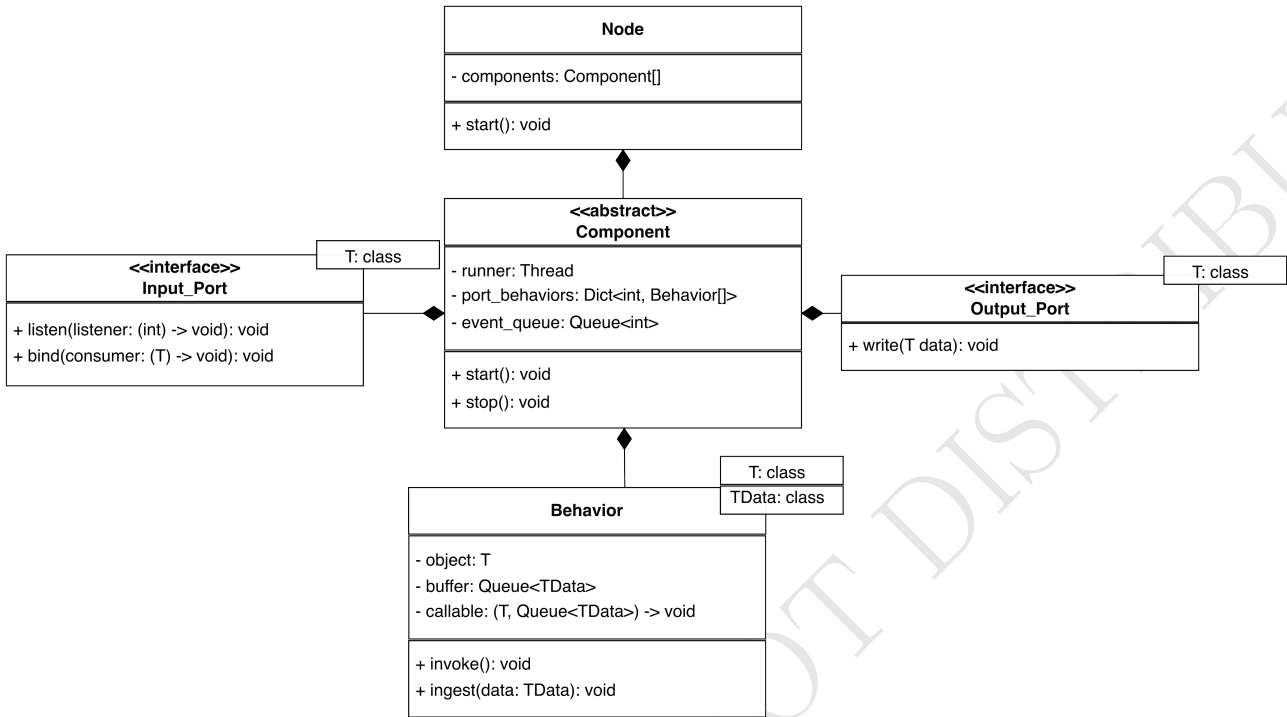 Node
- components: Component[]
+ start(): void
<<abstract>>
Component
- runner: Thread
- port_behaviors: Dict<int, Behavior[]>
- event_queue: Queue<int>
+ start(): void
+ stop(): void
T: class
<<interface>>
Input_Port
+ listen(listener: (int) -> void): void
+ bind(consumer: (T) -> void): void
T: class
<<interface>>
Output_Port
+ write(T data): void
T: class
TData: class
Behavior
- object: T
- buffer: Queue<TData>
- callable: (T, Queue<TData>) -> void
+ invoke(): void
+ ingest(data: TData): void